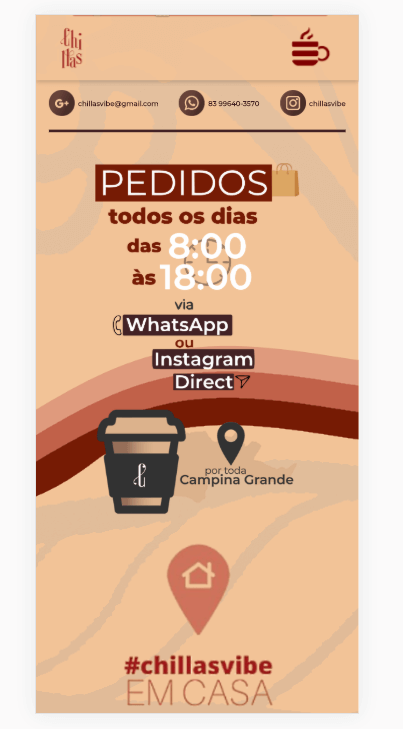 Chi
llas
G+
chillasvibe@gmail.com
83 99640-3570
chillasvibe
PEDIDOS
todos os dias
das 8:00
às 18:00
via
WhatsApp
ou
Instagram
Direct
por toda
Campina Grande
#chillasvibe
EM CASA